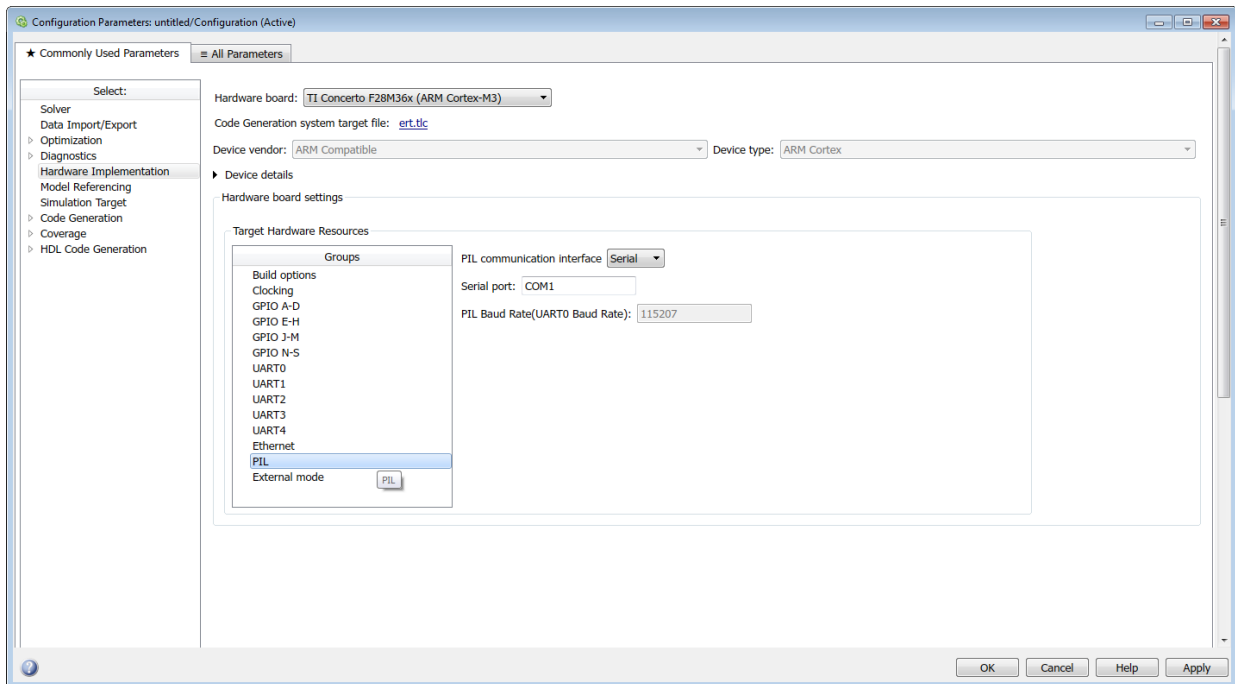 Configuration Parameters: untitled/Configuration (Active)
★ Commonly Used Parameters
≡ All Parameters
Select:
Solver
Data Import/Export
Optimization
Diagnostics
Hardware Implementation
Model Referencing
Simulation Target
Code Generation
Coverage
HDL Code Generation
Hardware board: TI Concerto F28M36x (ARM Cortex-M3)
Code Generation system target file: ert.tlc
Device vendor: ARM Compatible
Device type: ARM Cortex
Device details
Hardware board settings
Target Hardware Resources
Groups
Build options
Clocking
GPIO A-D
GPIO E-H
GPIO J-M
GPIO N-S
UART0
UART1
UART2
UART3
UART4
Ethernet
PIL
External mode
PIL
PIL communication interface Serial
Serial port: COM1
PIL Baud Rate(UART0 Baud Rate): 115207
OK Cancel Help Apply